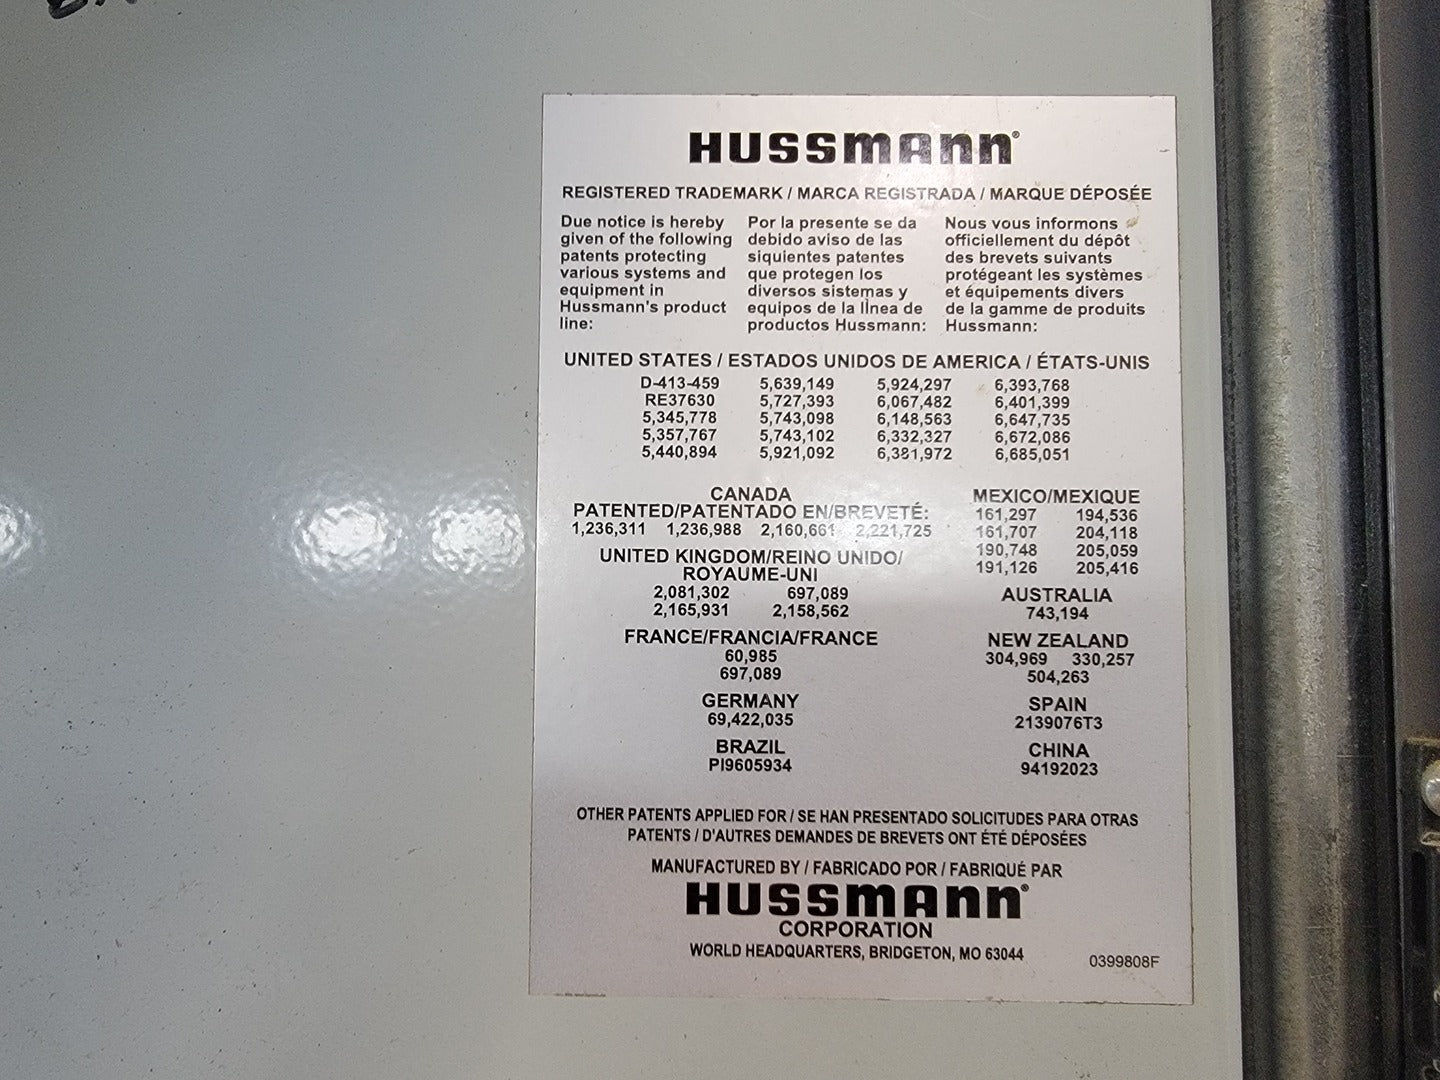 HUSSMANN®
REGISTERED TRADEMARK / MARCA REGISTRADA / MARQUE DÉPOSÉE
Due notice is hereby
given of the following
patents protecting
various systems and
equipment in
Hussmann's product
line:
Por la presente se da
debido aviso de las
siquientes patentes
que protegen los
diversos sistemas y
equipos de la línea de
productos Hussmann:
Nous vous informons
officiellement du dépôt
des brevets suivants
protégeant les systèmes
et équipements divers
de la gamme de produits
Hussmann:
UNITED STATES / ESTADOS UNIDOS DE AMERICA / ÉTATS-UNIS
D-413-459 5,639,149 5,924,297 6,393,768
RE37630 5,727,393 6,067,482 6,401,399
5,345,778 5,743,098 6,148,563 6,647,735
5,357,767 5,743,102 6,332,327 6,672,086
5,440,894 5,921,092 6,381,972 6,685,051
CANADA
PATENTED/PATENTADO EN/BREVETÉ:
1,236,311 1,236,988 2,160,661 2,221,725
UNITED KINGDOM/REINO UNIDO/
ROYAUME-UNI
2,081,302 697,089
2,165,931 2,158,562
FRANCE/FRANCIA/FRANCE
60,985
697,089
GERMANY
69,422,035
BRAZIL
PI9605934
MEXICO/MEXIQUE
161,297 194,536
161,707 204,118
190,748 205,059
191,126 205,416
AUSTRALIA
743,194
NEW ZEALAND
304,969 330,257
504,263
SPAIN
2139076T3
CHINA
94192023
OTHER PATENTS APPLIED FOR / SE HAN PRESENTADO SOLICITUDES PARA OTRAS
PATENTS / D'AUTRES DEMANDES DE BREVETS ONT ÉTÉ DÉPOSÉES
MANUFACTURED BY / FABRICADO POR / FABRIQUÉ PAR
HUSSMANN®
CORPORATION
WORLD HEADQUARTERS, BRIDGETON, MO 63044
0399808F